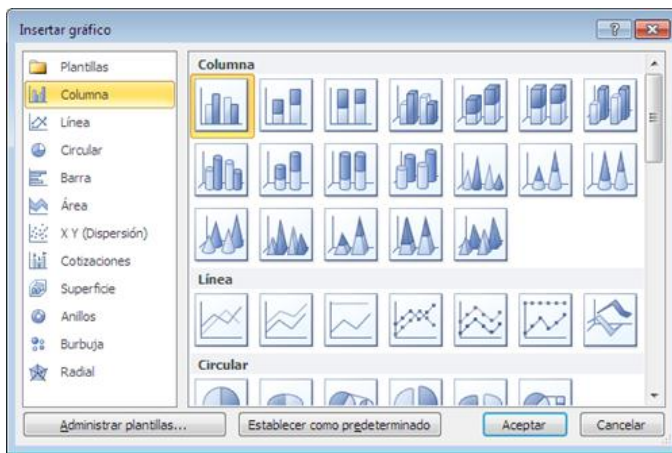 Insertar gráfico
Plantillas
Columna
Línea
Circular
Barra
Área
X Y (Dispersión)
Cotizaciones
Superficie
Anillos
Burbuja
Radial
Columna
Línea
Circular
Administrar plantillas...
Establecer como predeterminado
Aceptar
Cancelar